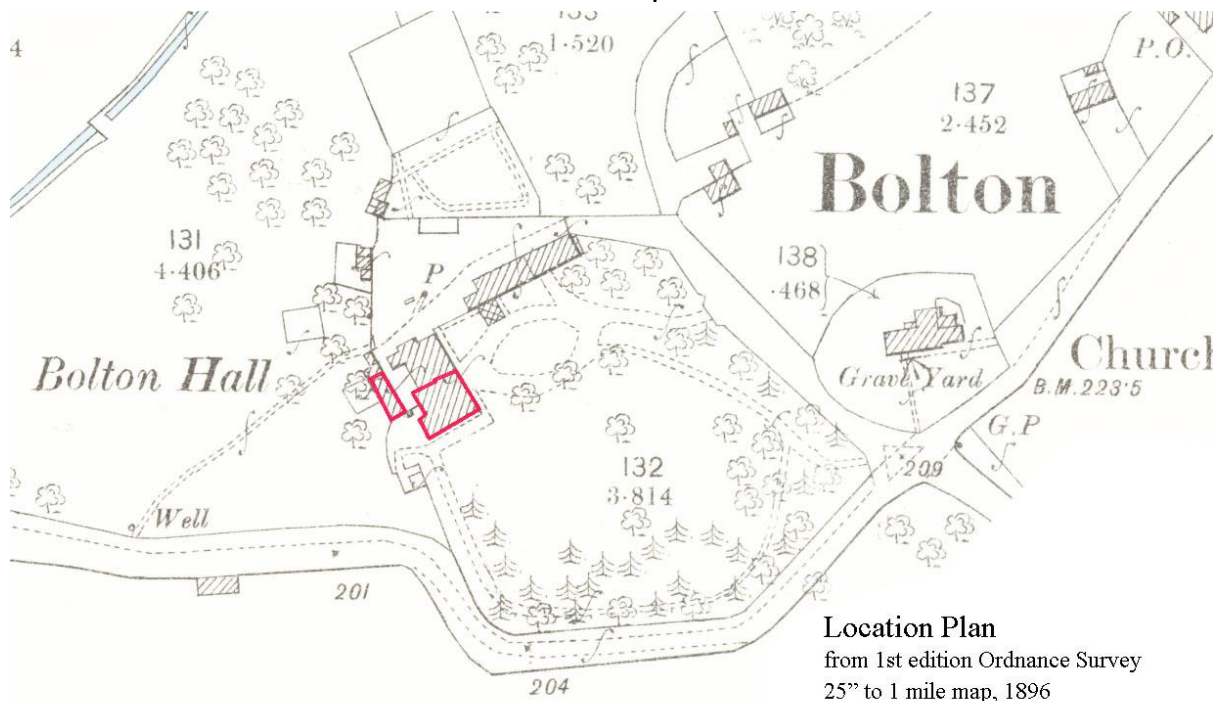 4
1·520
P.O.
137
2·452
Bolton
131
4·406
P
138
·468
Bolton Hall
Grave Yard
Church
B.M. 223·5
G.P
209
132
3·814
Well
201
204
Location Plan
from 1st edition Ordnance Survey
25" to 1 mile map, 1896